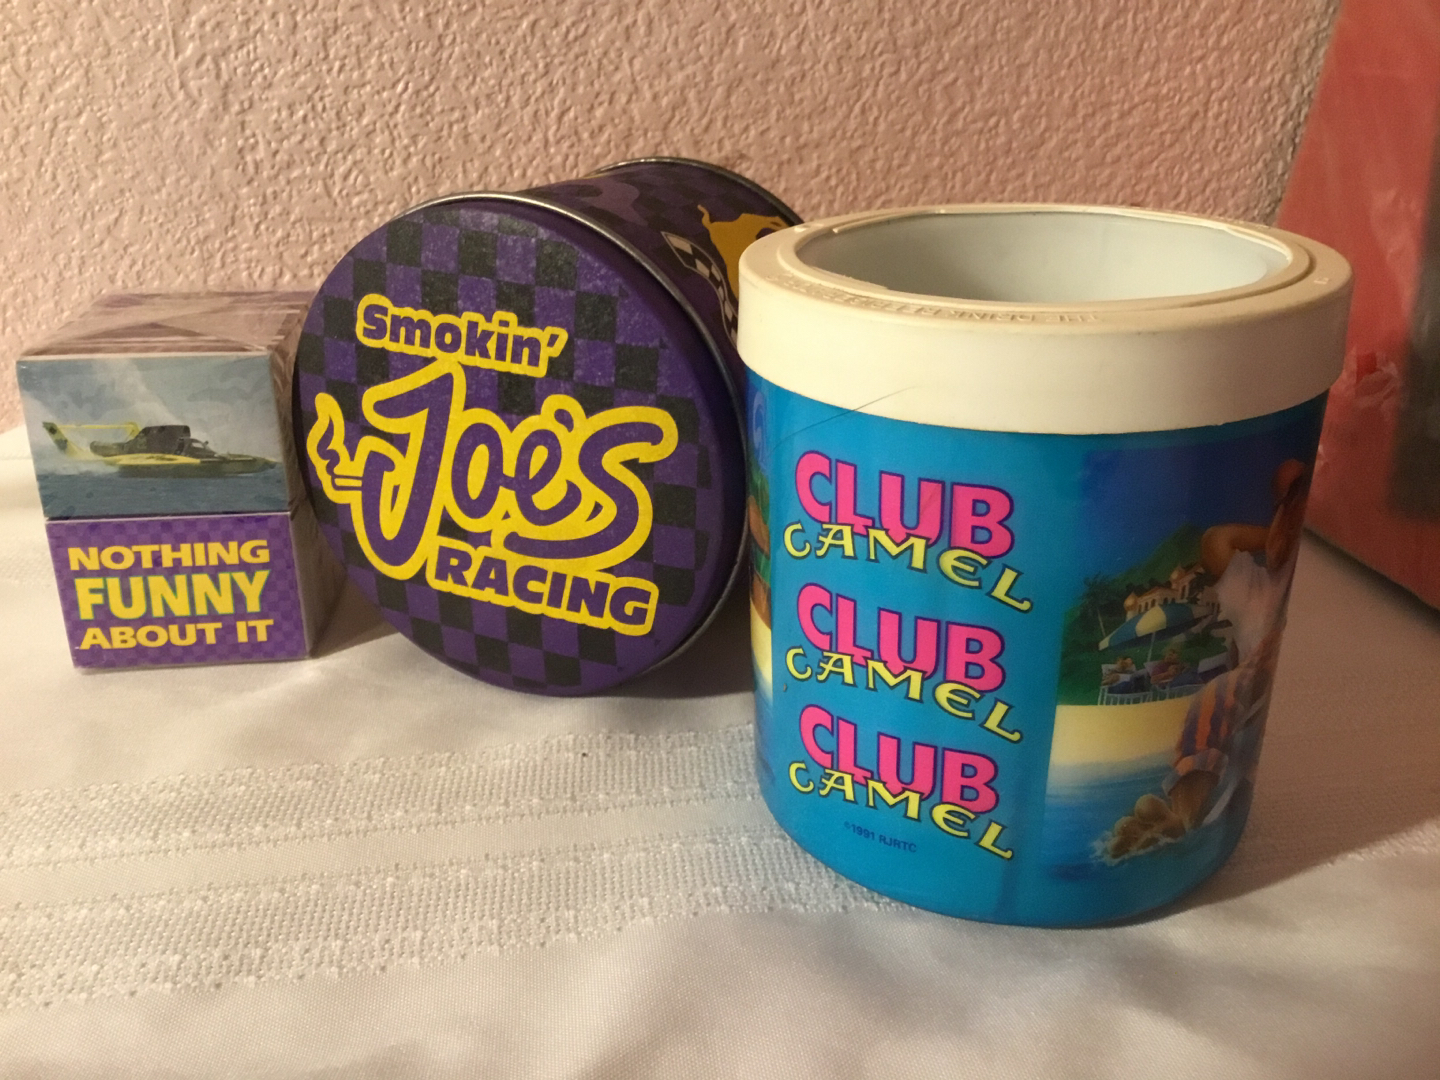 NOTHING
FUNNY
ABOUT IT
Smokin'
Joe's
RACING
CLUB
CAMEL
CLUB
CAMEL
CLUB
CAMEL
©1991 RJRTC